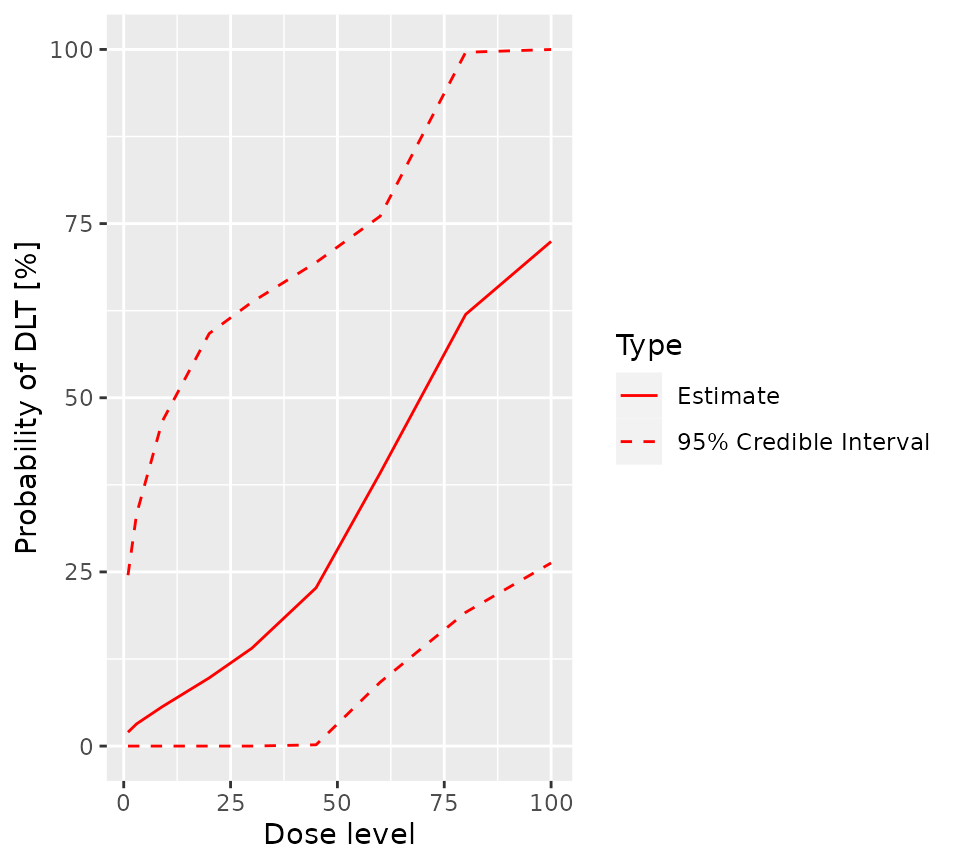 100
75
50
25
0
Probability of DLT [%]
0 25 50 75 100
Dose level
Type
Estimate
95% Credible Interval